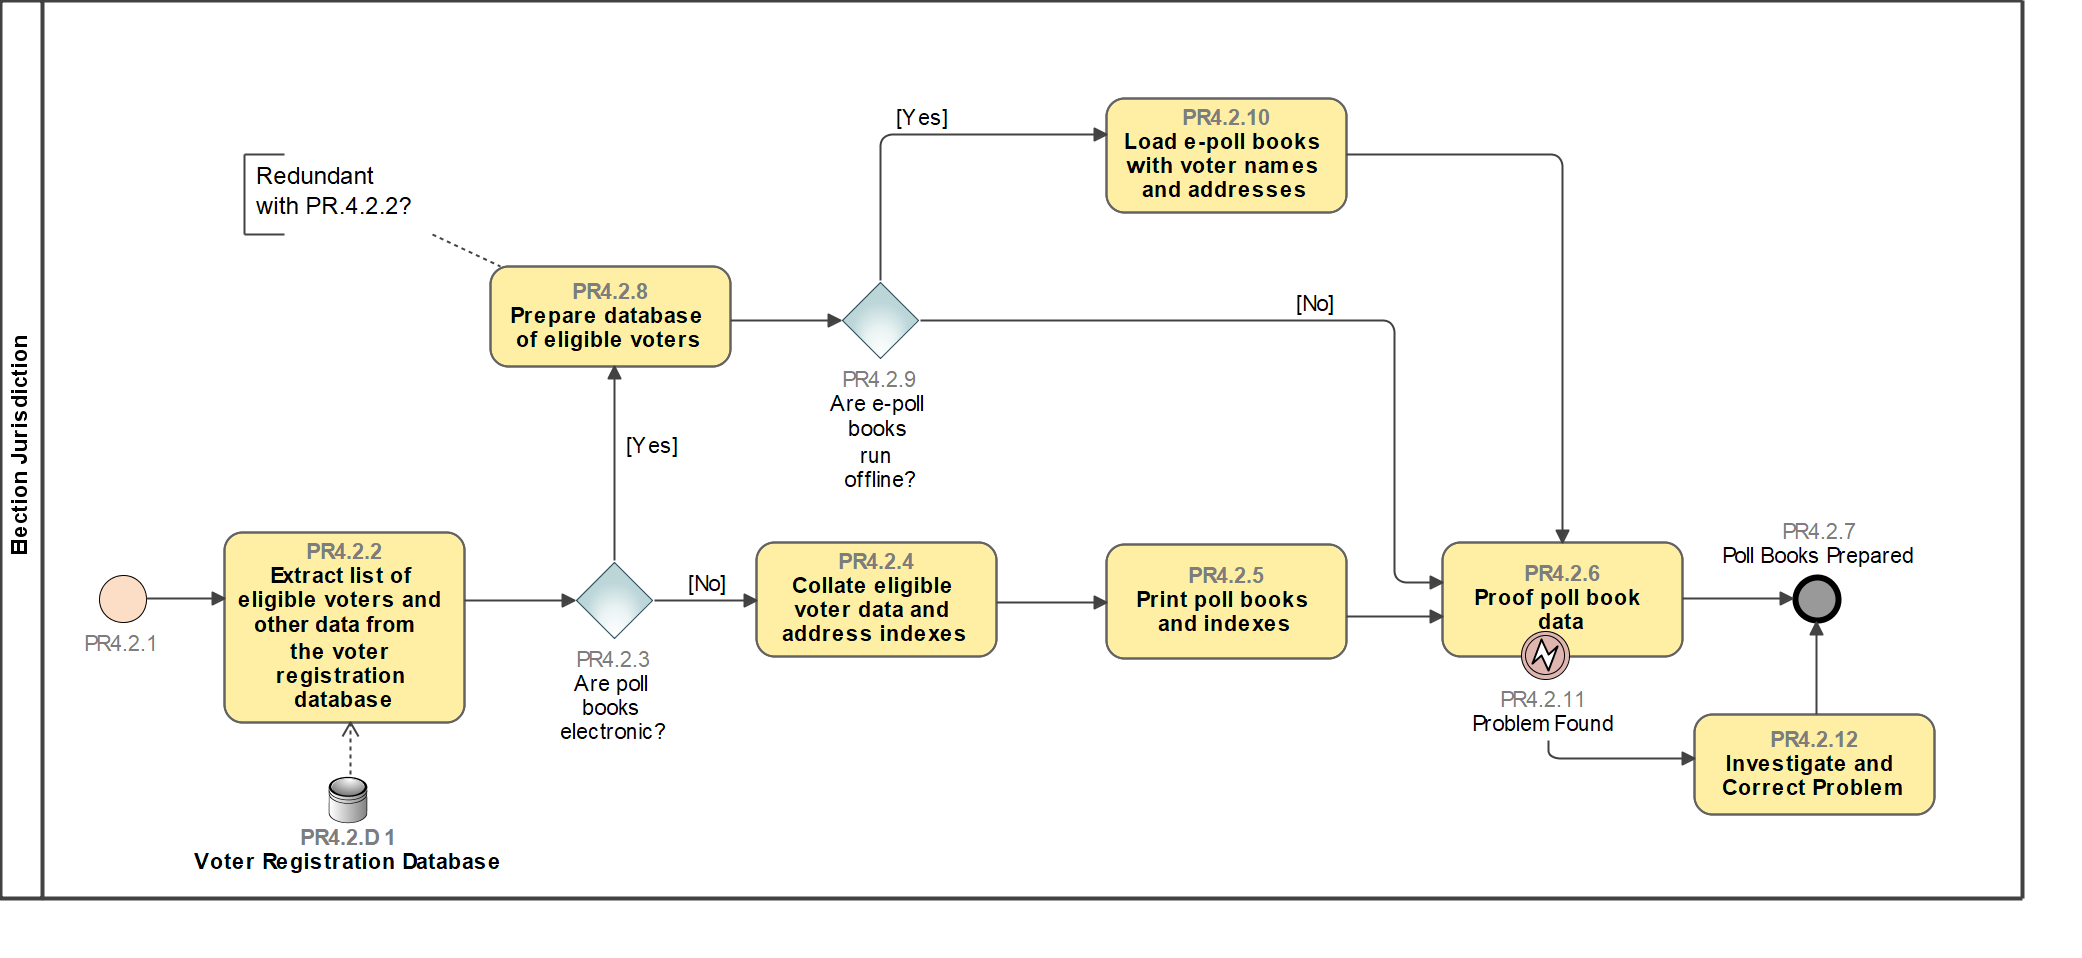 Election Jurisdiction
[Yes]
PR4.2.10
Load e-poll books
with voter names
and addresses
Redundant
with PR.4.2.2?
PR4.2.8
Prepare database
of eligible voters
[No]
PR4.2.9
Are e-poll
books
run
offline?
[Yes]
PR4.2.1
PR4.2.2
Extract list of
eligible voters and
other data from
the voter
registration
database
[No]
PR4.2.3
Are poll
books
electronic?
PR4.2.4
Collate eligible
voter data and
address indexes
PR4.2.5
Print poll books
and indexes
PR4.2.6
Proof poll book
data
PR4.2.7
Poll Books Prepared
PR4.2.11
Problem Found
PR4.2.12
Investigate and
Correct Problem
PR4.2.D1
Voter Registration Database